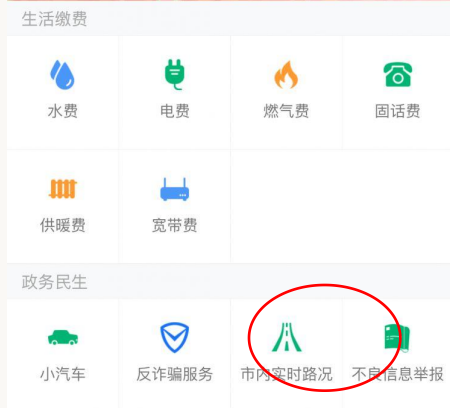 生活缴费
水费 电费 燃气费 固话费
供暖费 宽带费
政务民生
小汽车 反诈骗服务 市内实时路况 不良信息举报